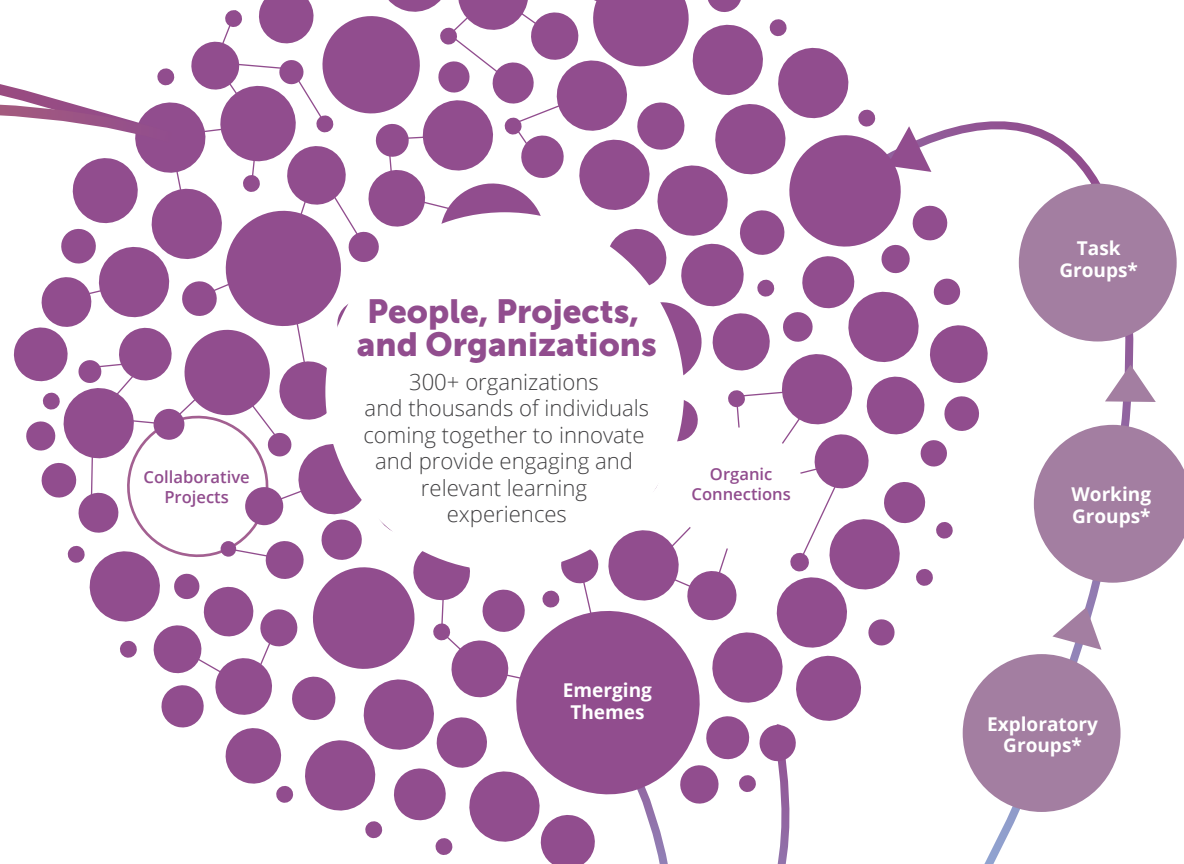 People, Projects,
and Organizations
300+ organizations
and thousands of individuals
coming together to innovate
and provide engaging and
relevant learning
experiences
Collaborative
Projects
Organic
Connections
Emerging
Themes
Task
Groups*
Working
Groups*
Exploratory
Groups*